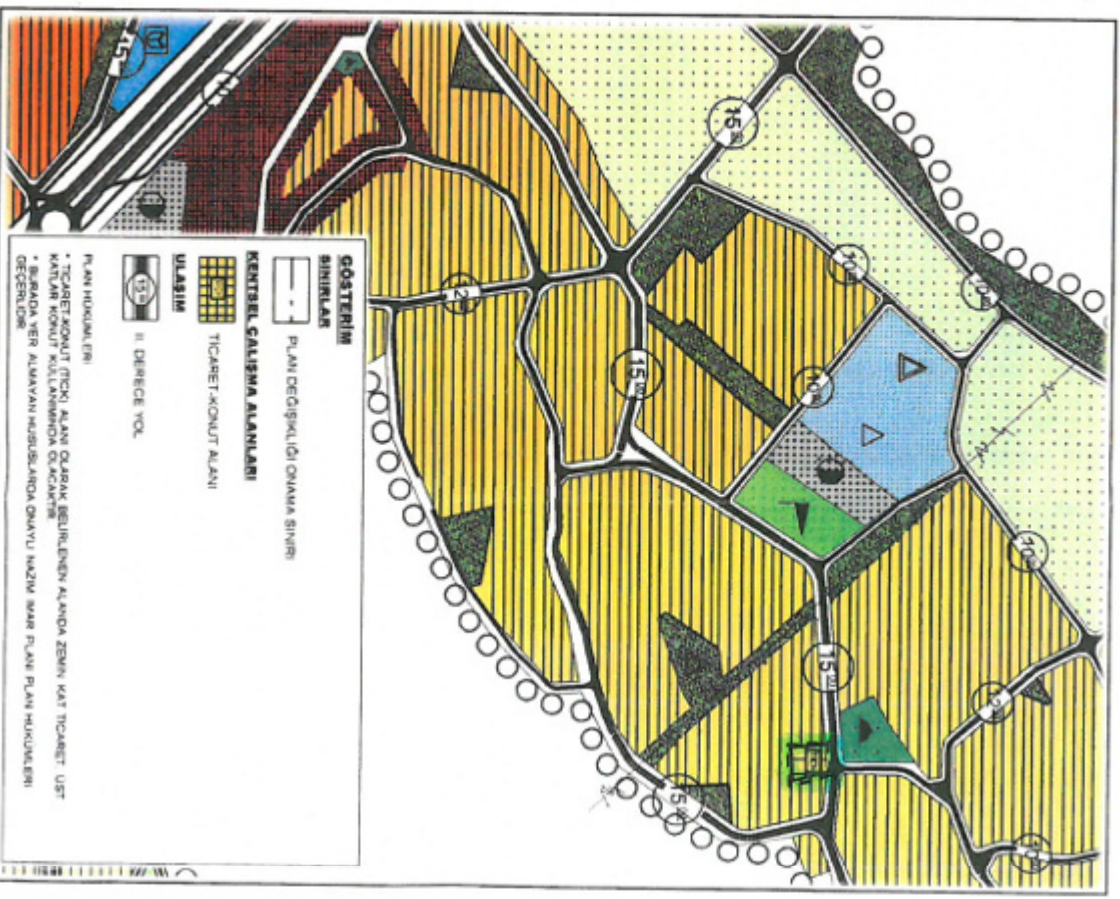 GÖSTERİM
SINIRLAR
PLAN DEĞİŞİKLİĞİ ONAMA SINIRI
KENTSEL ÇALIŞMA ALANLARI
TİCARET-KONUT ALANI
ULAŞIM
15
II. DERECE YOL
PLAN HÜKÜMLERİ
* TİCARET-KONUT (TİCK) ALANI OLARAK BELİRLENEN ALANDA ZEMİN KAT TİCARET ÜST
KATLAR KONUT KULLANIMINDA OLACAKTIR
* BURADA YER ALMAYAN HUSUSLARDA ONAYLI NAZIM İMAR PLANI PLAN HÜKÜMLERİ
GEÇERLİDİR
15
15
10
10
10
15
10
15
15